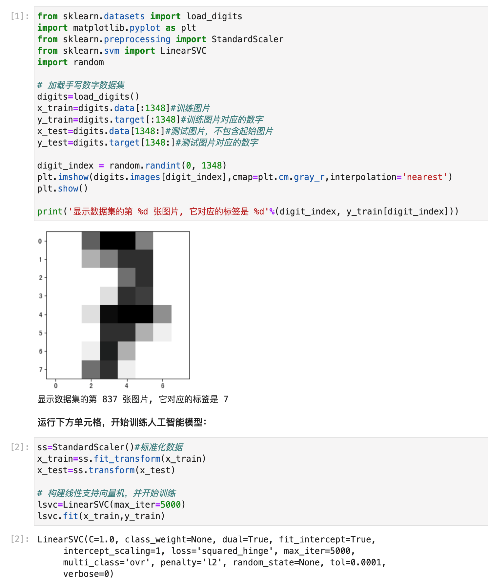 [1]: from sklearn.datasets import load_digits
import matplotlib.pyplot as plt
from sklearn.preprocessing import StandardScaler
from sklearn.svm import LinearSVC
import random
# 加载手写数字数据集
digits=load_digits()
x_train=digits.data[:1348]#训练图片
y_train=digits.target[:1348]#训练图片对应的数字
x_test=digits.data[1348:]#测试图片，不包含起始图片
y_test=digits.target[1348:]#测试图片对应的数字
digit_index = random.randint(0, 1348)
plt.imshow(digits.images[digit_index],cmap=plt.cm.gray_r,interpolation='nearest')
plt.show()
print('显示数据集的第 %d 张图片, 它对应的标签是 %d'%(digit_index, y_train[digit_index]))
0
1
2
3
4
5
6
7
0 2 4 6
显示数据集的第 837 张图片, 它对应的标签是 7
运行下方单元格，开始训练人工智能模型：
[2]: ss=StandardScaler()#标准化数据
x_train=ss.fit_transform(x_train)
x_test=ss.transform(x_test)
# 构建线性支持向量机，并开始训练
lsvc=LinearSVC(max_iter=5000)
lsvc.fit(x_train,y_train)
[2]: LinearSVC(C=1.0, class_weight=None, dual=True, fit_intercept=True,
intercept_scaling=1, loss='squared_hinge', max_iter=5000,
multi_class='ovr', penalty='l2', random_state=None, tol=0.0001,
verbose=0)